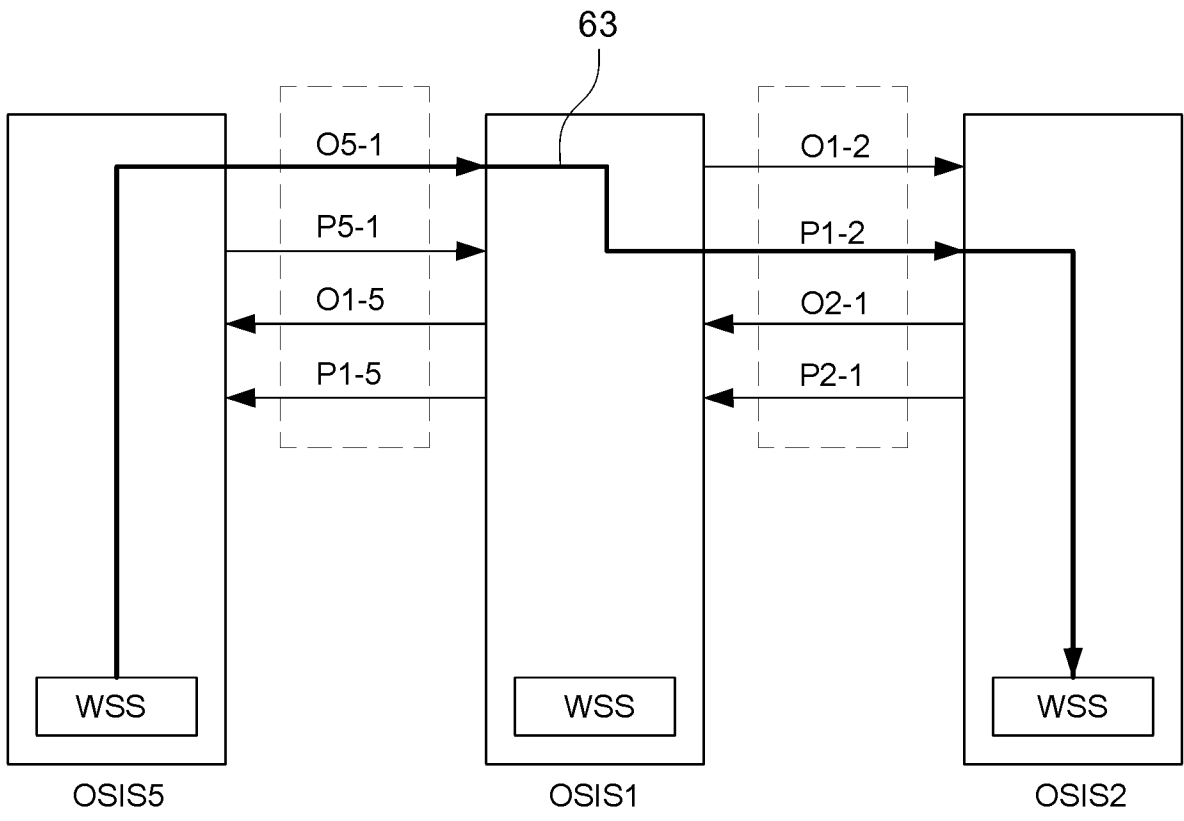 63
O5-1
O1-2
P5-1
P1-2
O1-5
O2-1
P1-5
P2-1
WSS
WSS
WSS
OSIS5
OSIS1
OSIS2